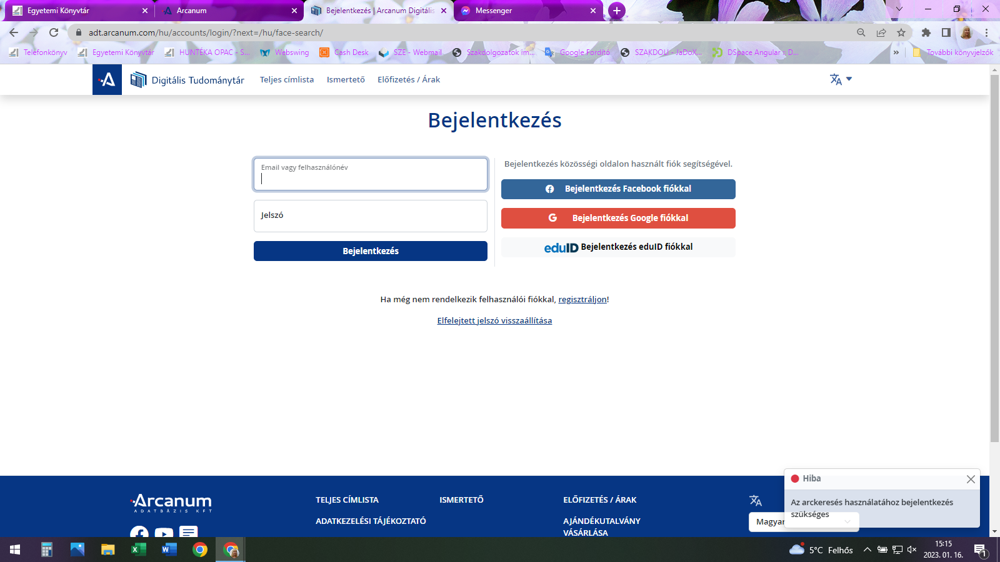 Egyetemi Könyvtár
Arcanum
Bejelentkezés | Arcanum Digitális
Messenger
adt.arcanum.com/hu/accounts/login/?next=/hu/face-search/
Telefonkönyv
Egyetemi Könyvtár
HUNTÉKA OPAC - S...
Webswing
Cash Desk
SZE - Webmail
Szakdolgozatok im...
Google Fordító
SZAKDOLI - JaDoX...
DSpace Angular :: D...
»
További könyvjelzők
Digitális Tudománytár
Teljes címlista
Ismertető
Előfizetés / Árak
Bejelentkezés
Email vagy felhasználónév
Jelszó
Bejelentkezés
Bejelentkezés közösségi oldalon használt fiók segítségével.
Bejelentkezés Facebook fiókkal
Bejelentkezés Google fiókkal
eduID Bejelentkezés eduID fiókkal
Ha még nem rendelkezik felhasználói fiókkal, regisztráljon!
Elfelejtett jelszó visszaállítása
Arcanum
ADATBÁZIS KFT
TELJES CÍMLISTA
ISMERTETŐ
ELŐFIZETÉS / ÁRAK
ADATKEZELÉSI TÁJÉKOZTATÓ
AJÁNDÉKUTALVÁNY
VÁSÁRLÁSA
Magyar
Hiba
Az arckeresés használatához bejelentkezés
szükséges
5°C Felhős
15:15
2023. 01. 16.
1